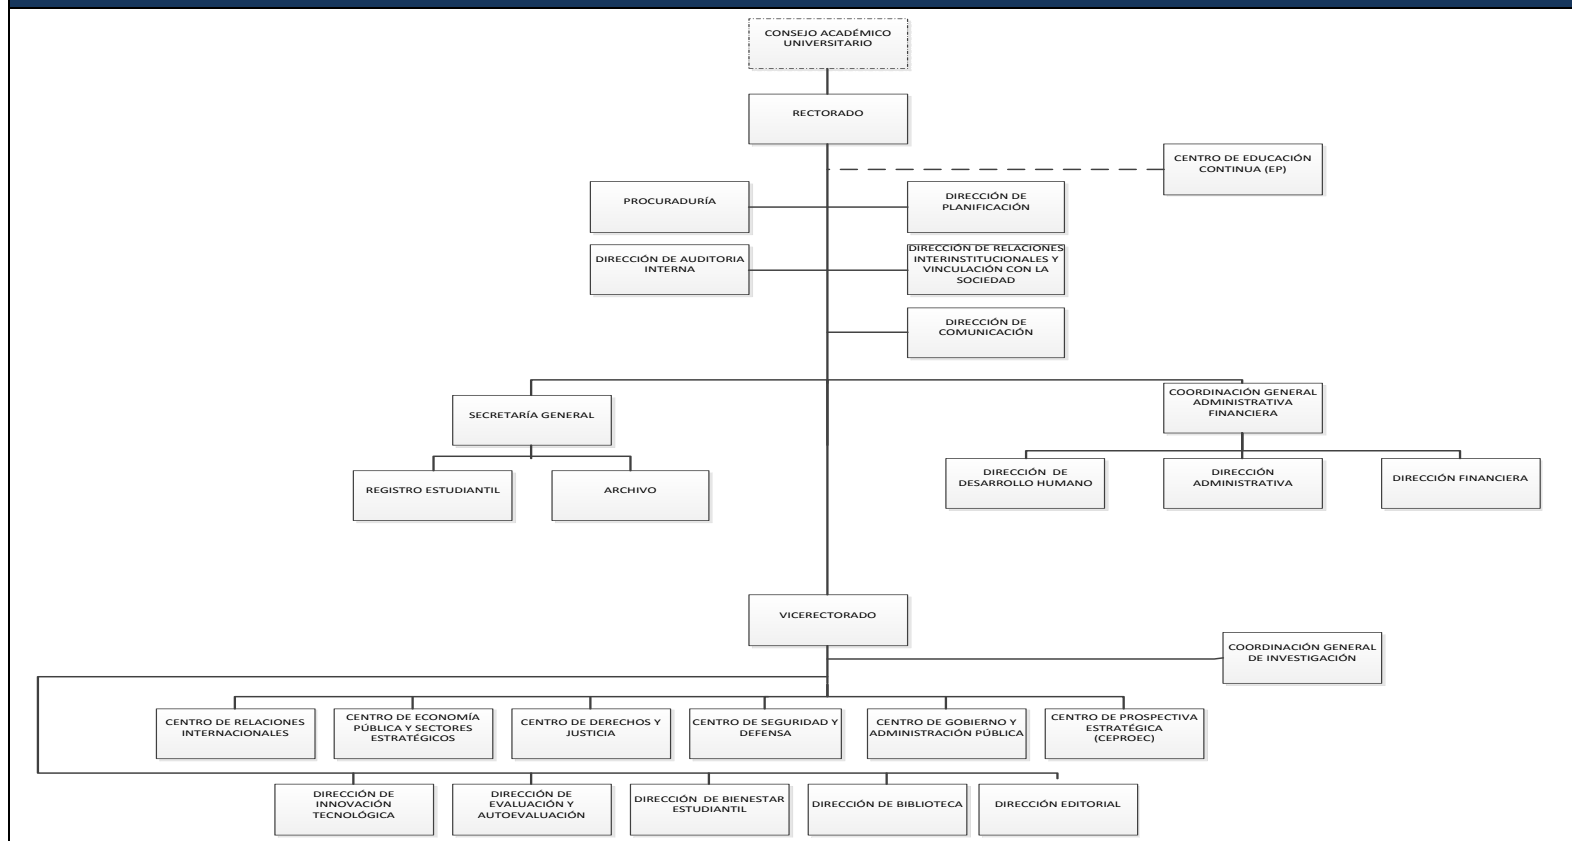 CONSEJO ACADÉMICO
UNIVERSITARIO
RECTORADO
CENTRO DE EDUCACIÓN
CONTINUA (EP)
PROCURADURÍA
DIRECCIÓN DE
PLANIFICACIÓN
DIRECCIÓN DE AUDITORIA
INTERNA
DIRECCIÓN DE RELACIONES
INTERINSTITUCIONALES Y
VINCULACIÓN CON LA
SOCIEDAD
DIRECCIÓN DE
COMUNICACIÓN
SECRETARÍA GENERAL
COORDINACIÓN GENERAL
ADMINISTRATIVA
FINANCIERA
REGISTRO ESTUDIANTIL
ARCHIVO
DIRECCIÓN DE
DESARROLLO HUMANO
DIRECCIÓN
ADMINISTRATIVA
DIRECCIÓN FINANCIERA
VICERECTORADO
COORDINACIÓN GENERAL
DE INVESTIGACIÓN
CENTRO DE RELACIONES
INTERNACIONALES
CENTRO DE ECONOMÍA
PÚBLICA Y SECTORES
ESTRATÉGICOS
CENTRO DE DERECHOS Y
JUSTICIA
CENTRO DE SEGURIDAD Y
DEFENSA
CENTRO DE GOBIERNO Y
ADMINISTRACIÓN PÚBLICA
CENTRO DE PROSPECTIVA
ESTRATÉGICA
(CEPROEC)
DIRECCIÓN DE
INNOVACIÓN
TECNOLÓGICA
DIRECCIÓN DE
EVALUACIÓN Y
AUTOEVALUACIÓN
DIRECCIÓN DE BIENESTAR
ESTUDIANTIL
DIRECCIÓN DE BIBLIOTECA
DIRECCIÓN EDITORIAL